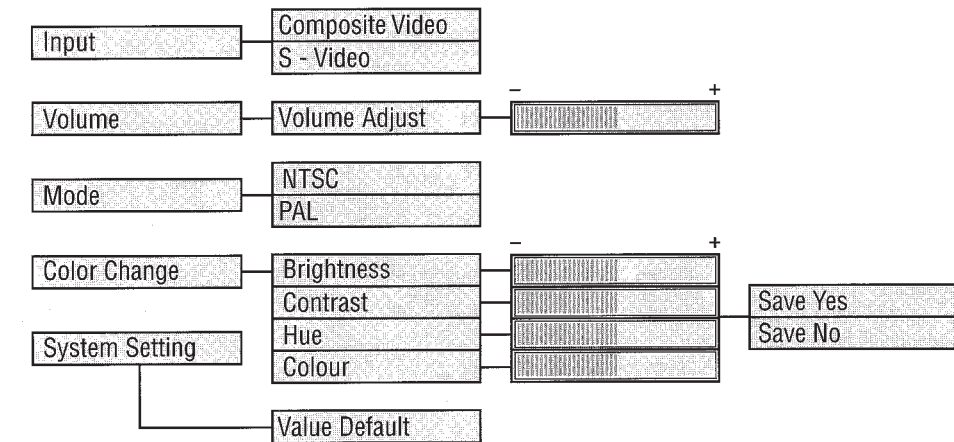 Input
Composite Video
S - Video
Volume
Volume Adjust
- +
Mode
NTSC
PAL
- +
Color Change
Brightness
Contrast
Hue
Colour
Save Yes
Save No
System Setting
Value Default